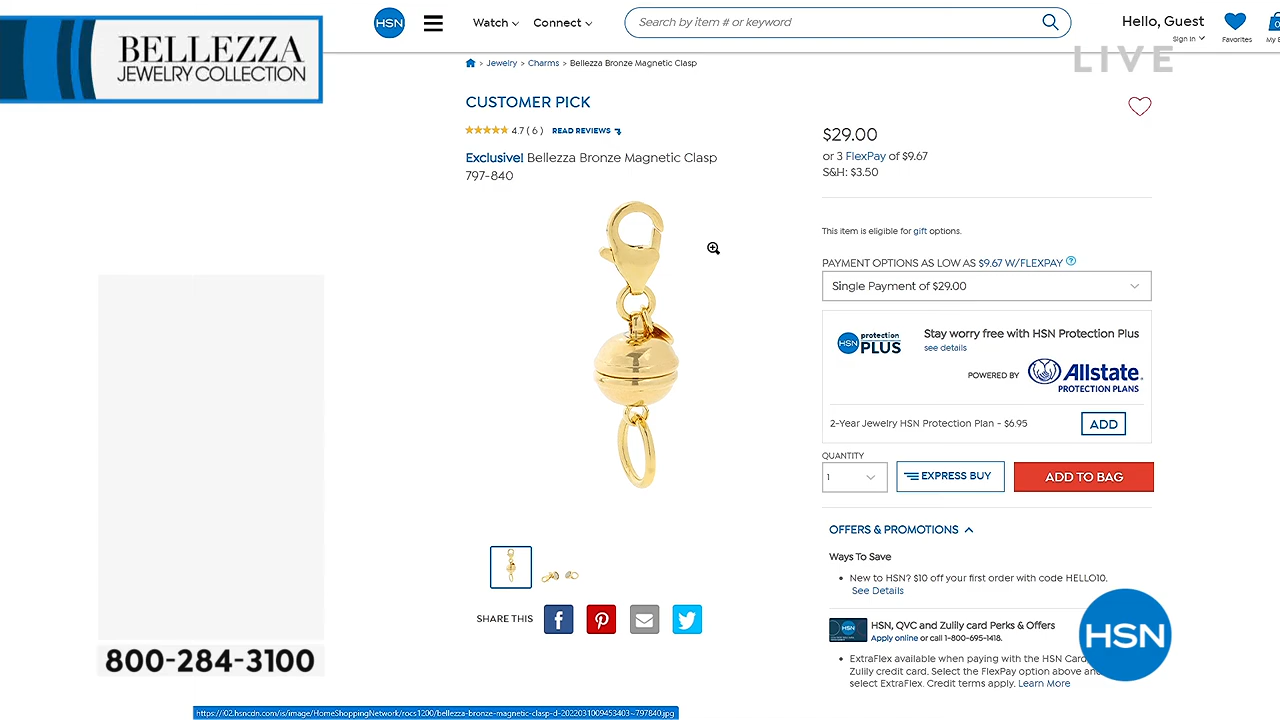 BELLEZZA
JEWELRY COLLECTION
HSN
Watch
Connect
Search by item # or keyword
Hello, Guest
Sign In
Favorites
0
My B
LIVE
> Jewelry > Charms > Bellezza Bronze Magnetic Clasp
CUSTOMER PICK
4.7 ( 6 ) READ REVIEWS
Exclusive! Bellezza Bronze Magnetic Clasp
797-840
$29.00
or 3 FlexPay of $9.67
S&H: $3.50
This item is eligible for gift options.
PAYMENT OPTIONS AS LOW AS $9.67 W/FLEXPAY ?
Single Payment of $29.00
HSN protection PLUS
Stay worry free with HSN Protection Plus
see details
POWERED BY
Allstate.
PROTECTION PLANS
2-Year Jewelry HSN Protection Plan - $6.95
ADD
QUANTITY
1
EXPRESS BUY
ADD TO BAG
OFFERS & PROMOTIONS
Ways To Save
• New to HSN? $10 off your first order with code HELLO10.
See Details
HSN
HSN, QVC and Zulily card Perks & Offers
Apply online or call 1-800-695-1418.
• ExtraFlex available when paying with the HSN Card,
Zulily credit card. Select the FlexPay option above and
select ExtraFlex. Credit terms apply. Learn More
SHARE THIS
HSN
800-284-3100
https://i02.hsncdn.com/is/image/HomeShoppingNetwork/rocs1200/bellezza-bronze-magnetic-clasp-d-2022031009453403~797840.jpg